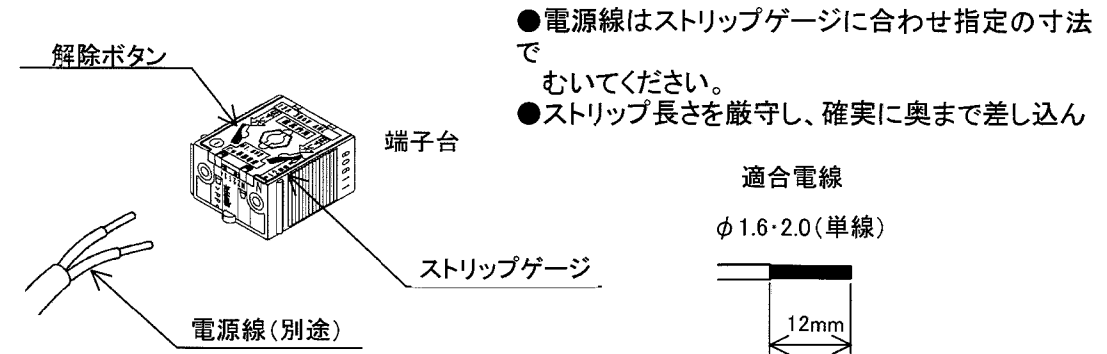 ●電源線はストリップゲージに合わせ指定の寸法
で
むいてください。
●ストリップ長さを厳守し、確実に奥まで差し込ん
解除ボタン
端子台
適合電線
φ1.6・2.0(単線)
ストリップゲージ
12mm
電源線(別途)